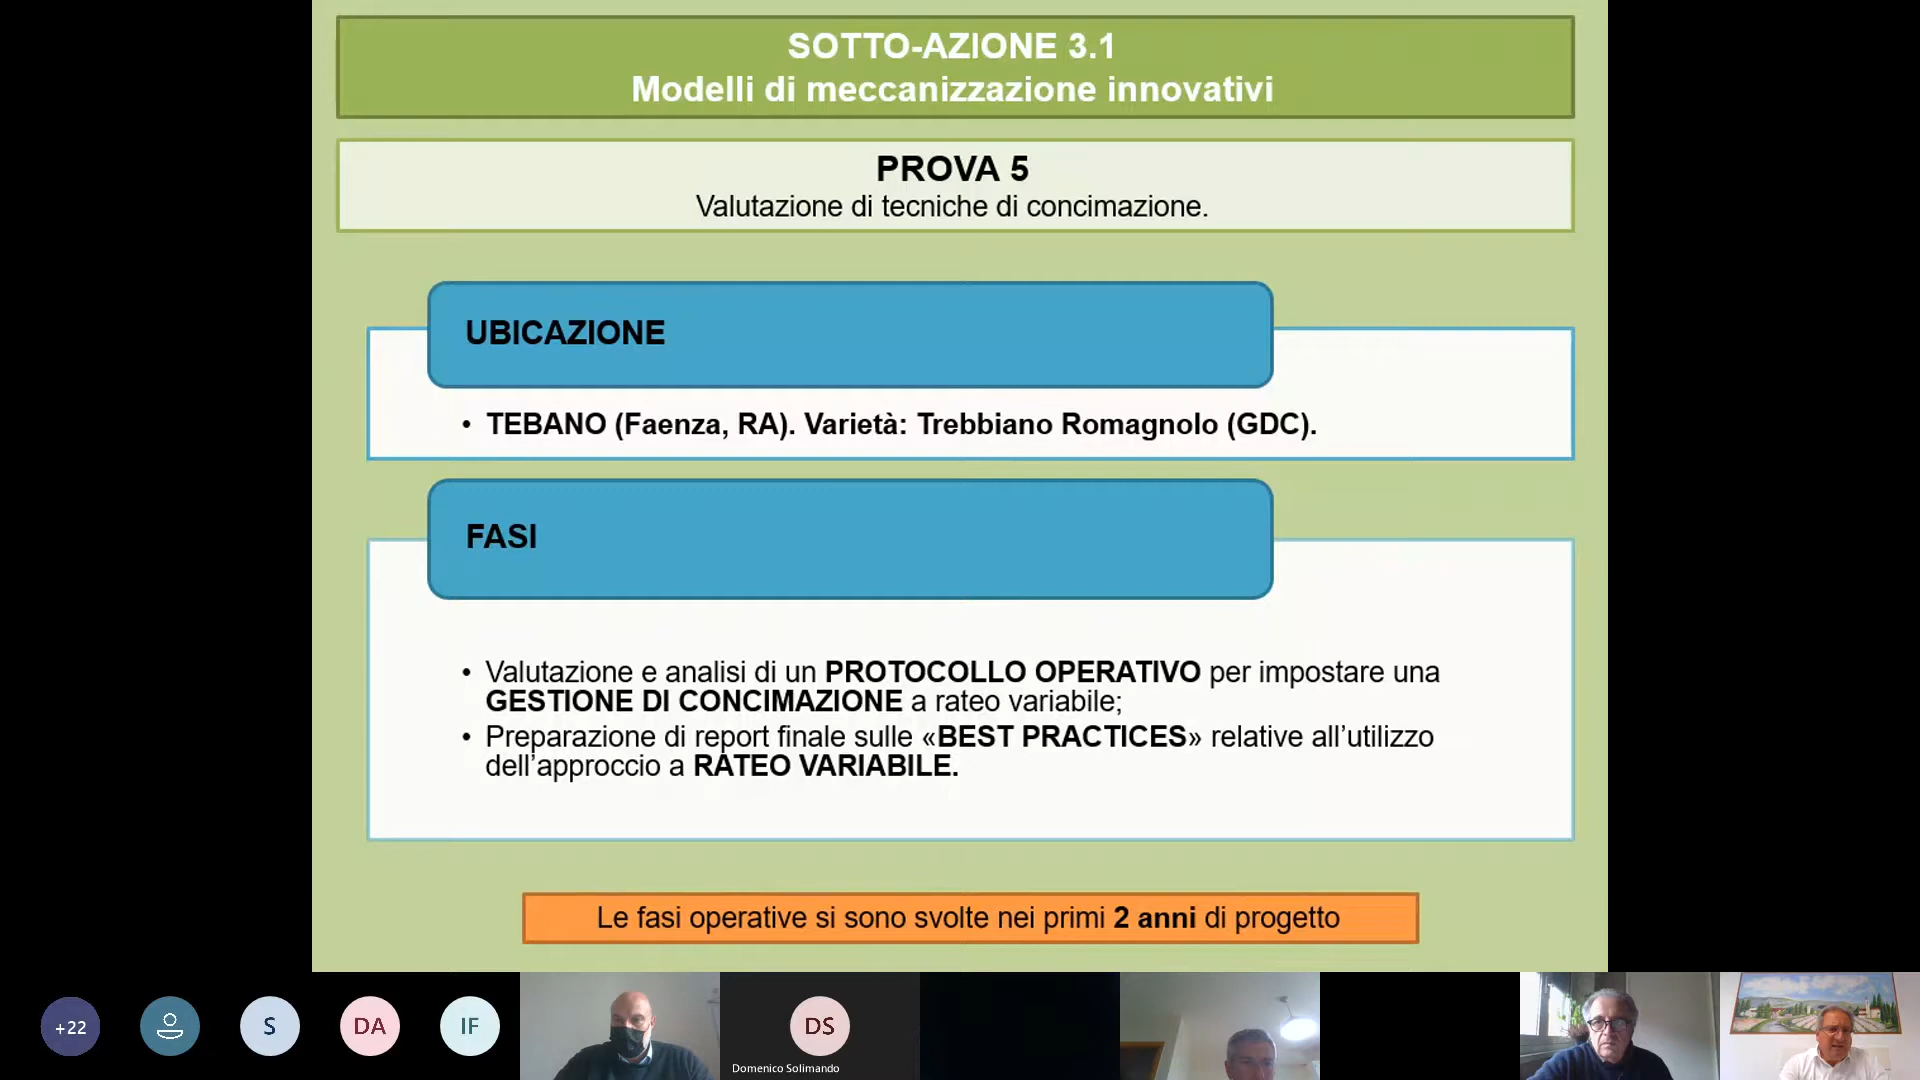 SOTTO-AZIONE 3.1
Modelli di meccanizzazione innovativi
PROVA 5
Valutazione di tecniche di concimazione.
UBICAZIONE
• TEBANO (Faenza, RA). Varietà: Trebbiano Romagnolo (GDC).
FASI
• Valutazione e analisi di un PROTOCOLLO OPERATIVO per impostare una
GESTIONE DI CONCIMAZIONE a rateo variabile;
• Preparazione di report finale sulle «BEST PRACTICES» relative all’utilizzo
dell’approccio a RATEO VARIABILE.
Le fasi operative si sono svolte nei primi 2 anni di progetto
+22
S
DA
IF
DS
Domenico Solimando